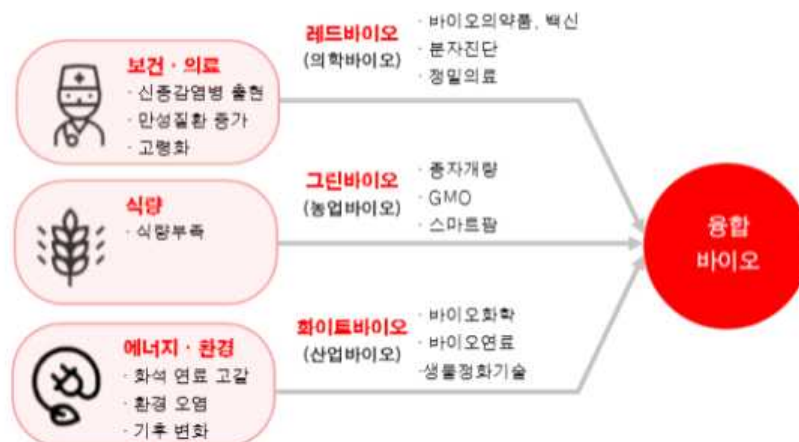 보건 · 의료
· 신종감염병 출현
· 만성질환 증가
· 고령화
레드바이오
(의학바이오)
· 바이오의약품, 백신
· 분자진단
· 정밀의료
식량
· 식량부족
그린바이오
(농업바이오)
· 종자개량
· GMO
· 스마트팜
에너지 · 환경
· 화석 연료 고갈
· 환경 오염
· 기후 변화
화이트바이오
(산업바이오)
· 바이오화학
· 바이오연료
·생물정화기술
융합
바이오